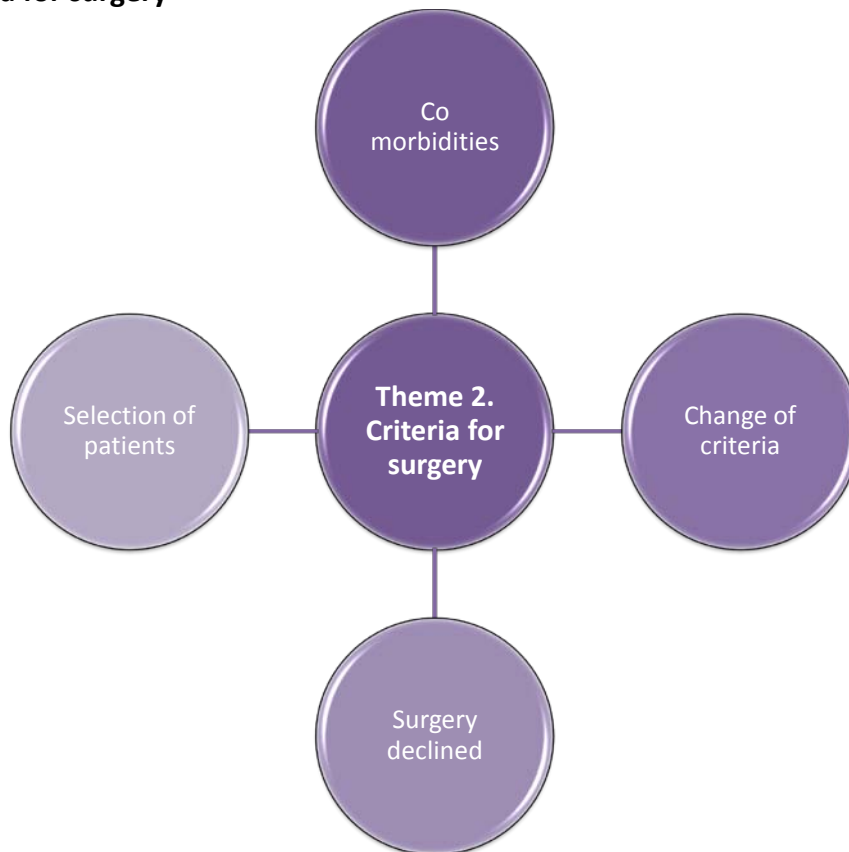 for surgery
Co
morbidities
Selection of
patients
Theme 2.
Criteria for
surgery
Change of
criteria
Surgery
declined